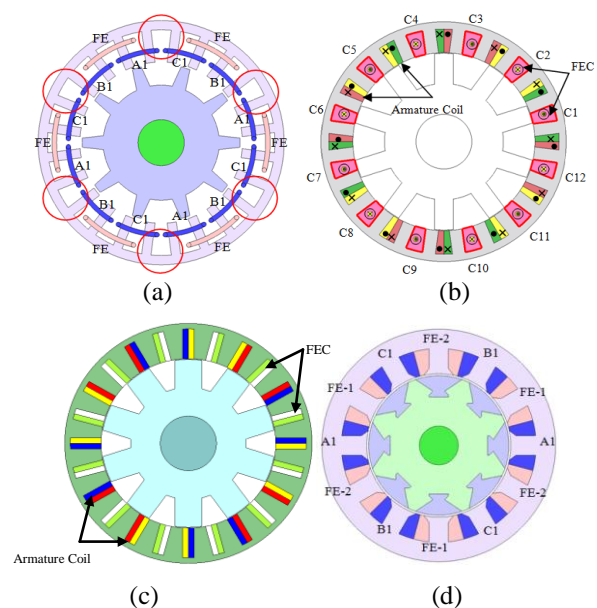 FE FE
A1 C1
B1 B1
C1 A1
FE FE
A1 C1
B1 B1
C1 A1
FE FE
(a)
C4 C3
C5 C2
FEC
C6 C1
Armature Coil
C7 C12
C8 C11
C9 C10
(b)
FEC
Armature Coil
(c)
FE-2
C1 B1
FE-1 FE-1
A1 A1
FE-2 FE-2
B1 C1
FE-1
(d)